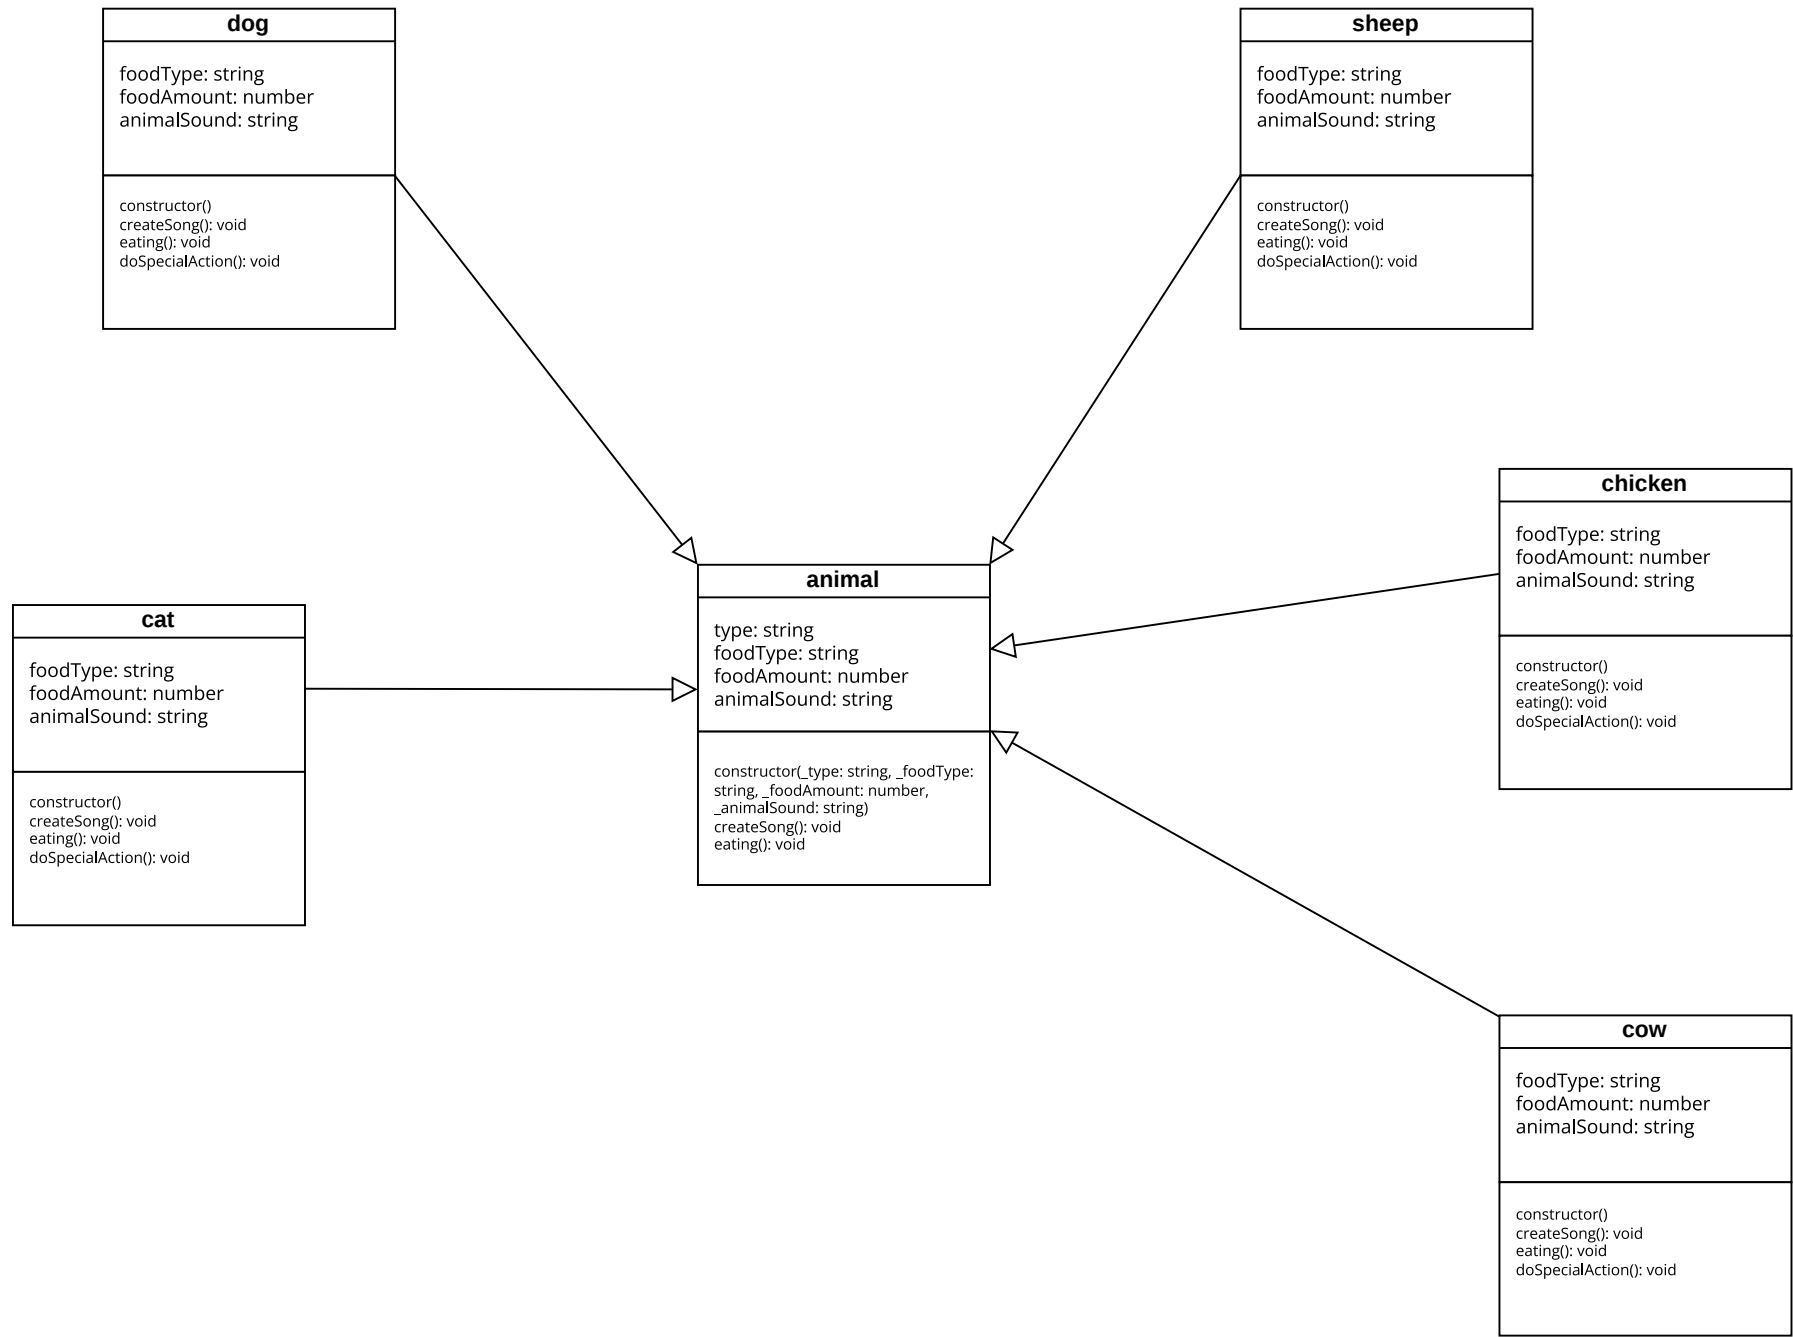 dog
foodType: string
foodAmount: number
animalSound: string
constructor()
createSong(): void
eating(): void
doSpecialAction(): void
sheep
foodType: string
foodAmount: number
animalSound: string
constructor()
createSong(): void
eating(): void
doSpecialAction(): void
chicken
foodType: string
foodAmount: number
animalSound: string
constructor()
createSong(): void
eating(): void
doSpecialAction(): void
animal
type: string
foodType: string
foodAmount: number
animalSound: string
constructor(_type: string, _foodType:
string, _foodAmount: number,
_animalSound: string)
createSong(): void
eating(): void
cat
foodType: string
foodAmount: number
animalSound: string
constructor()
createSong(): void
eating(): void
doSpecialAction(): void
cow
foodType: string
foodAmount: number
animalSound: string
constructor()
createSong(): void
eating(): void
doSpecialAction(): void